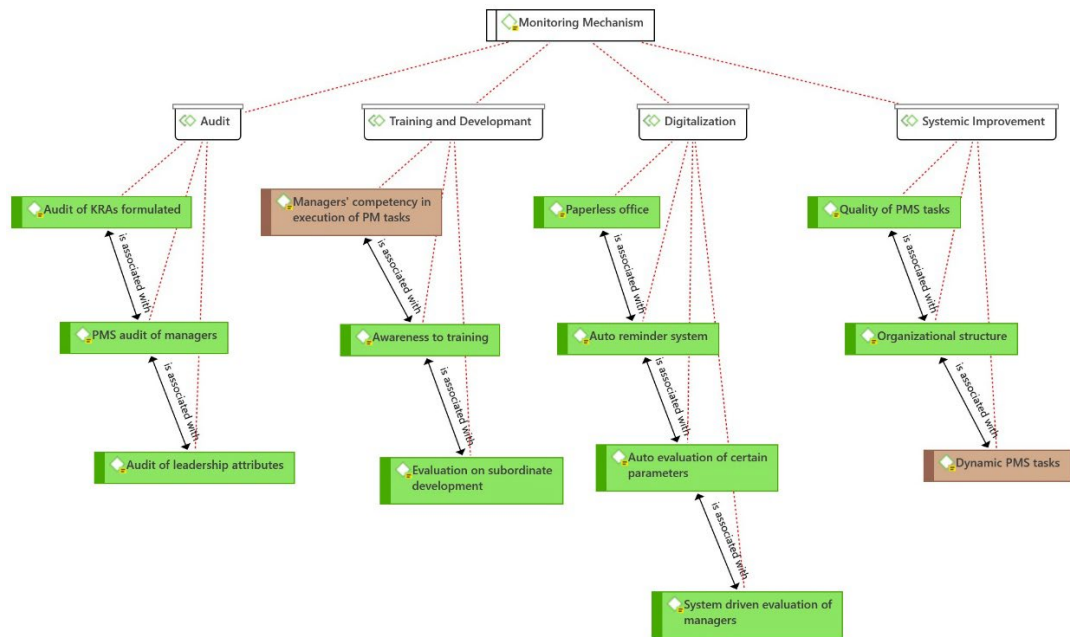 Monitoring Mechanism
Audit
Training and Development
Digitalization
Systemic Improvement
Audit of KRAs formulated
Managers' competency in
execution of PM tasks
Paperless office
Quality of PMS tasks
is associated with
is associated with
is associated with
is associated with
PMS audit of managers
Awareness to training
Auto reminder system
Organizational structure
is associated with
is associated with
is associated with
is associated with
Audit of leadership attributes
Evaluation on subordinate
development
Auto evaluation of certain
parameters
Dynamic PMS tasks
is associated with
System driven evaluation of
managers